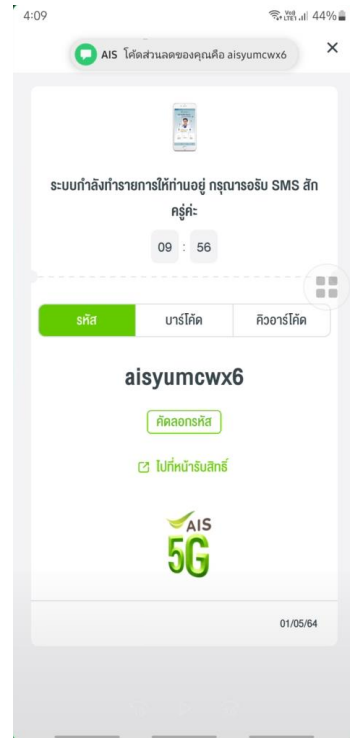 4:09
Vo)) LTE1 44%
AIS โค้ดส่วนลดของคุณคือ aisyumcwx6
ระบบกำลังทำรายการให้ท่านอยู่ กรุณารอรับ SMS สัก
ครู่ค่ะ
09 : 56
รหัส บาร์โค้ด คิวอาร์โค้ด
aisyumcwx6
คัดลอกรหัส
ไปที่หน้ารับสิทธิ์
AIS
5G
01/05/64